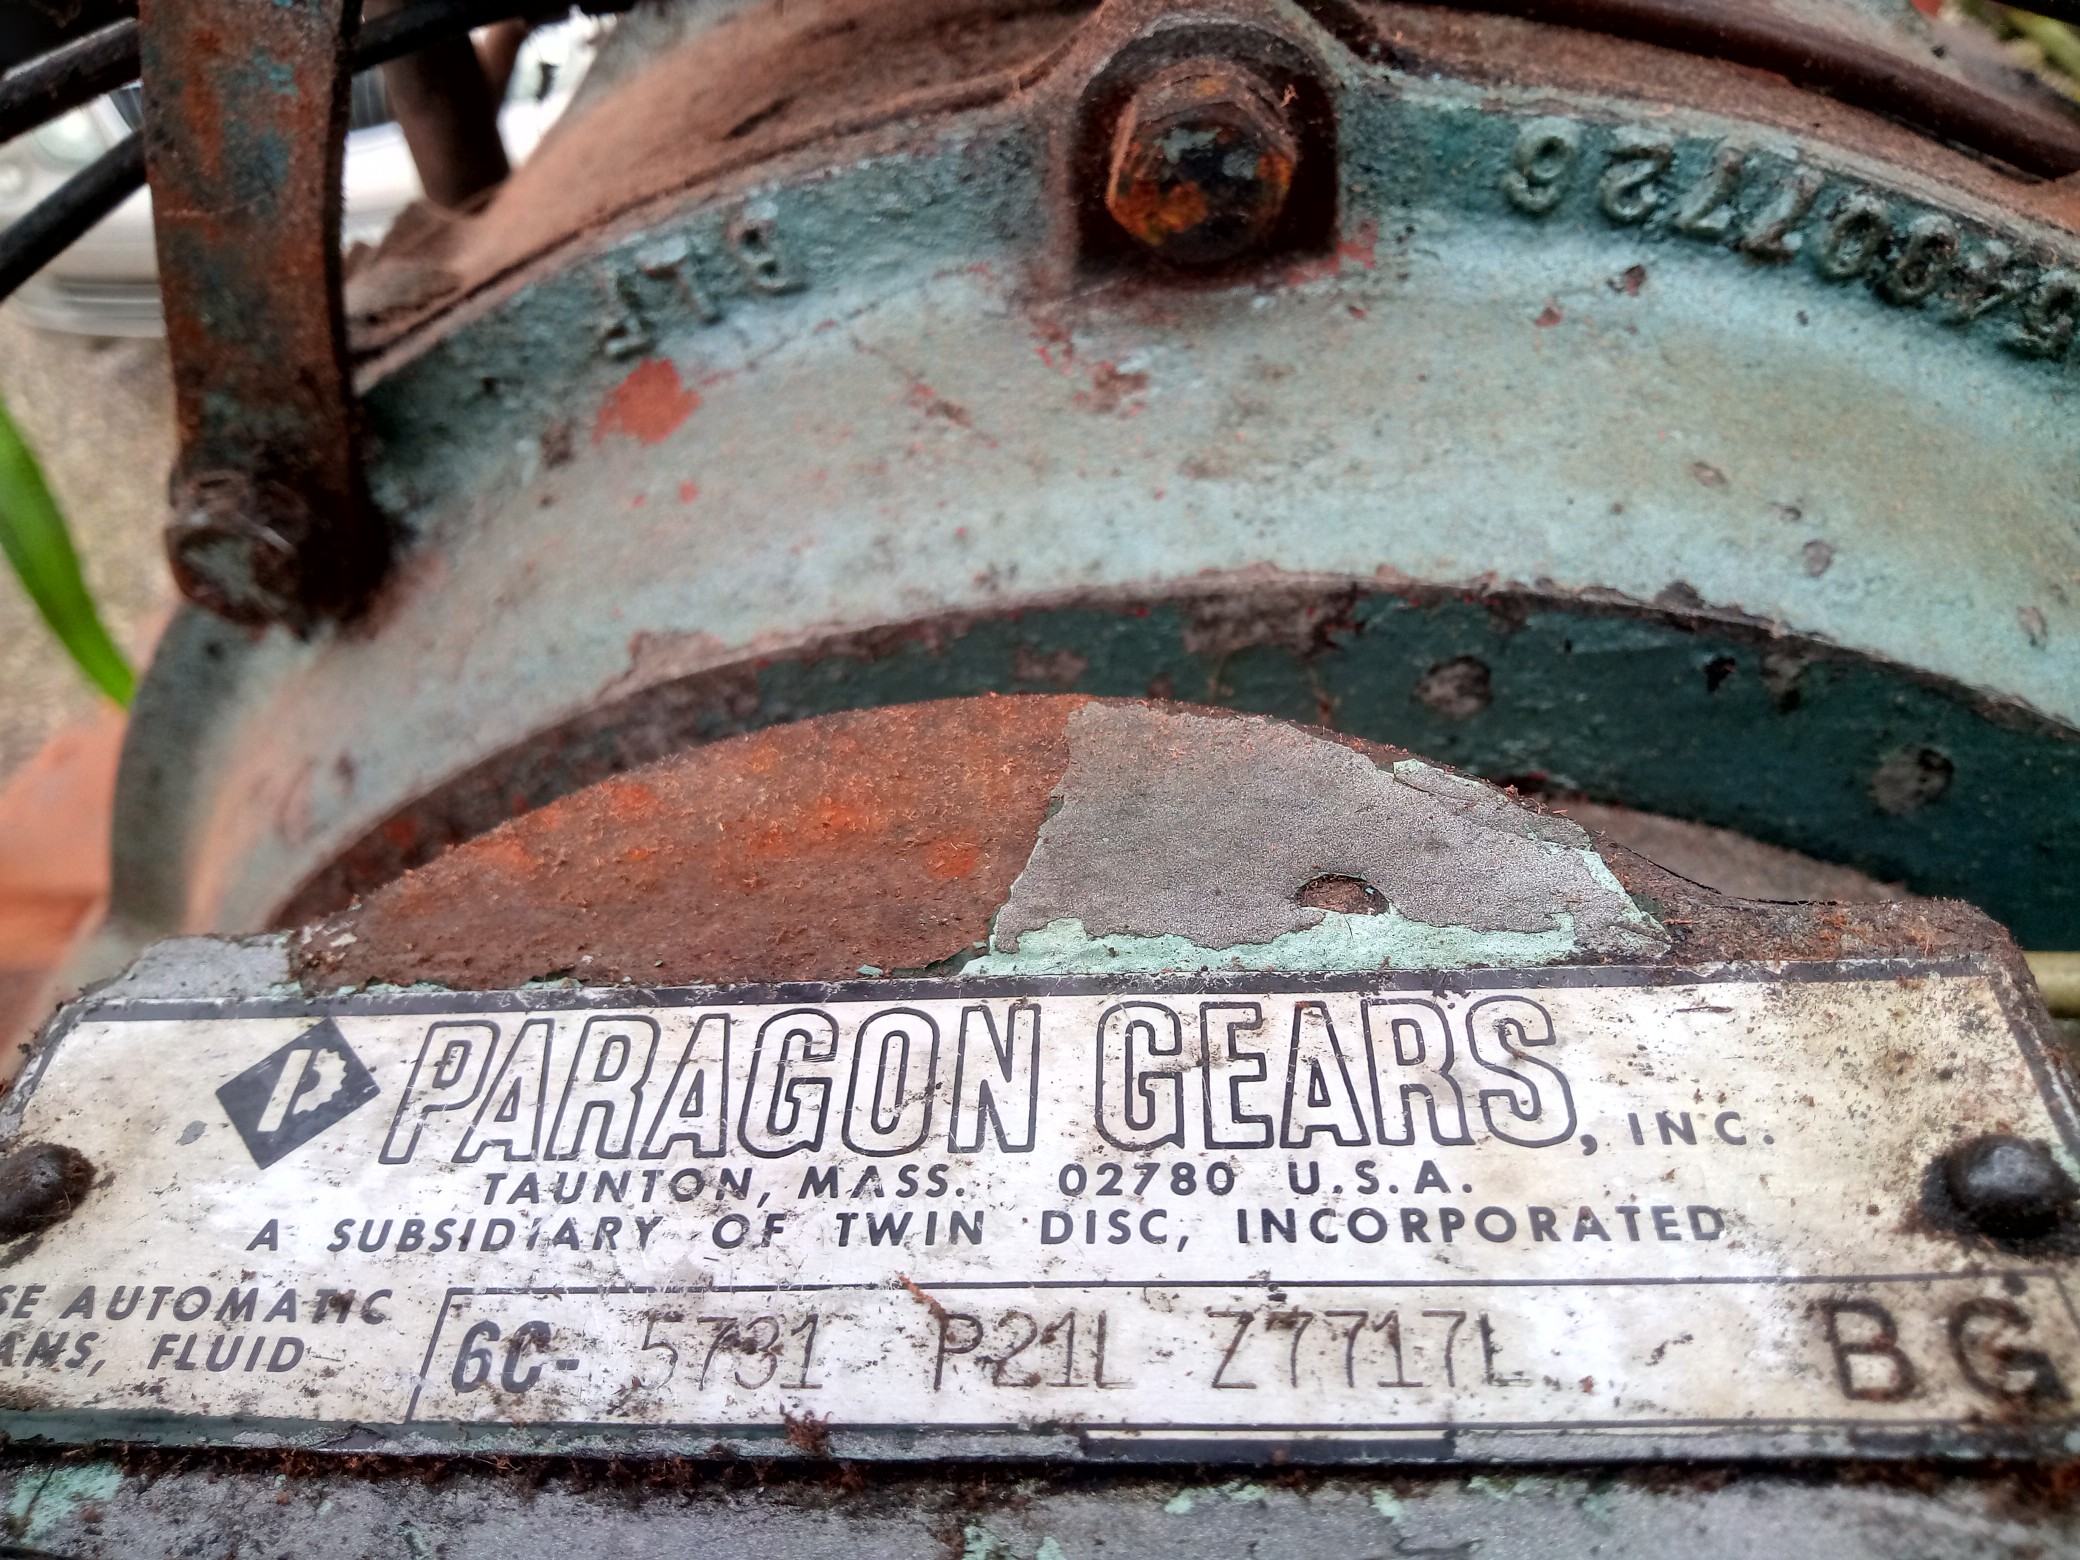 PARAGON GEARS, INC.
TAUNTON, MASS. 02780 U.S.A.
A SUBSIDIARY OF TWIN DISC, INCORPORATED
SE AUTOMATIC
ANS, FLUID
6C- 5731 P21L Z7717L BG